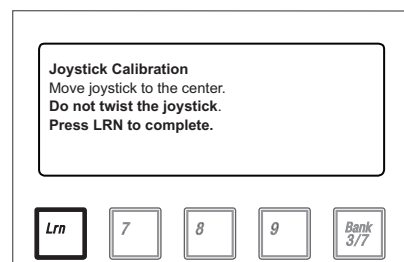 Joystick Calibration
Move joystick to the center.
Do not twist the joystick.
Press LRN to complete.
Lrn 7 8 9 Bank
3/7